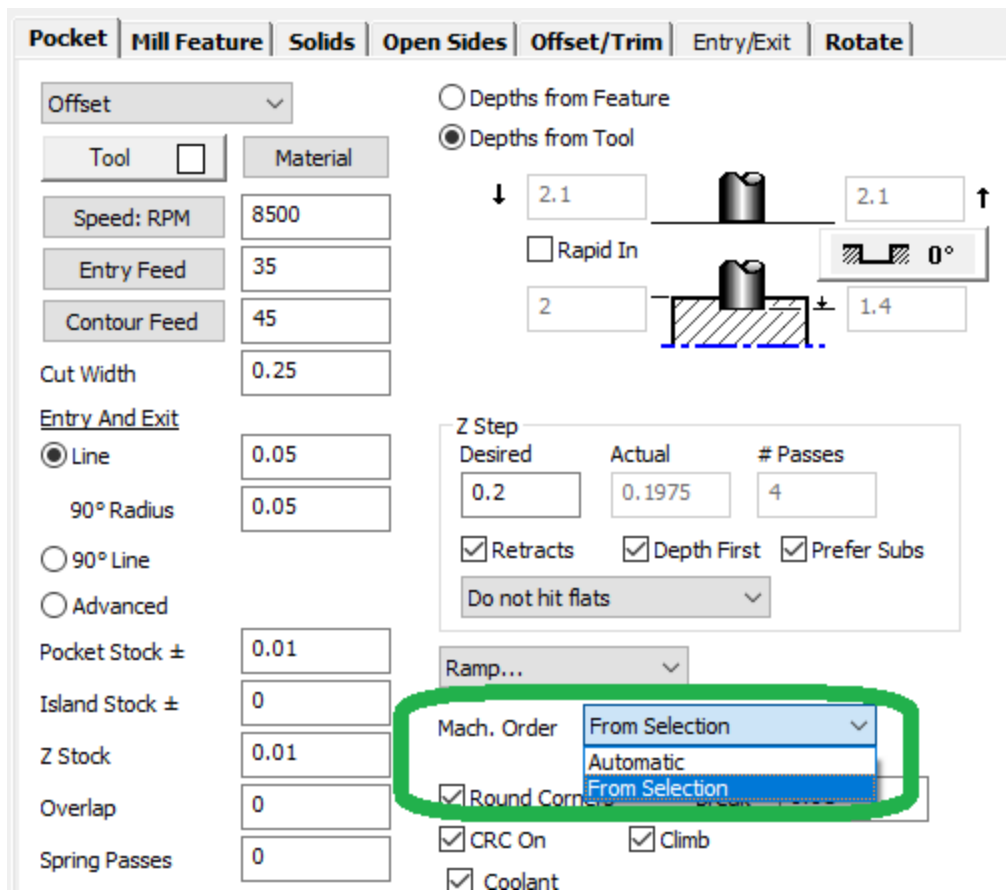 Pocket Mill Feature Solids Open Sides Offset/Trim Entry/Exit Rotate
Offset
Tool Material
Speed: RPM 8500
Entry Feed 35
Contour Feed 45
Cut Width 0.25
Entry And Exit
Line 0.05
90° Radius 0.05
90° Line
Advanced
Pocket Stock ± 0.01
Island Stock ± 0
Z Stock 0.01
Overlap 0
Spring Passes 0
Depths from Feature
Depths from Tool
2.1 2.1
Rapid In 0°
2 1.4
Z Step
Desired Actual # Passes
0.2 0.1975 4
Retracts Depth First Prefer Subs
Do not hit flats
Ramp...
Mach. Order From Selection
Automatic
From Selection
Round Corners
CRC On Climb
Coolant